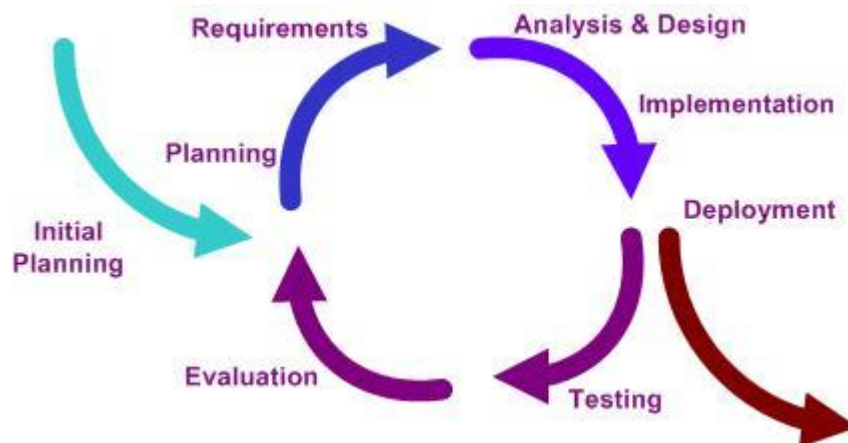 Requirements
Analysis & Design
Implementation
Planning
Deployment
Initial
Planning
Evaluation
Testing